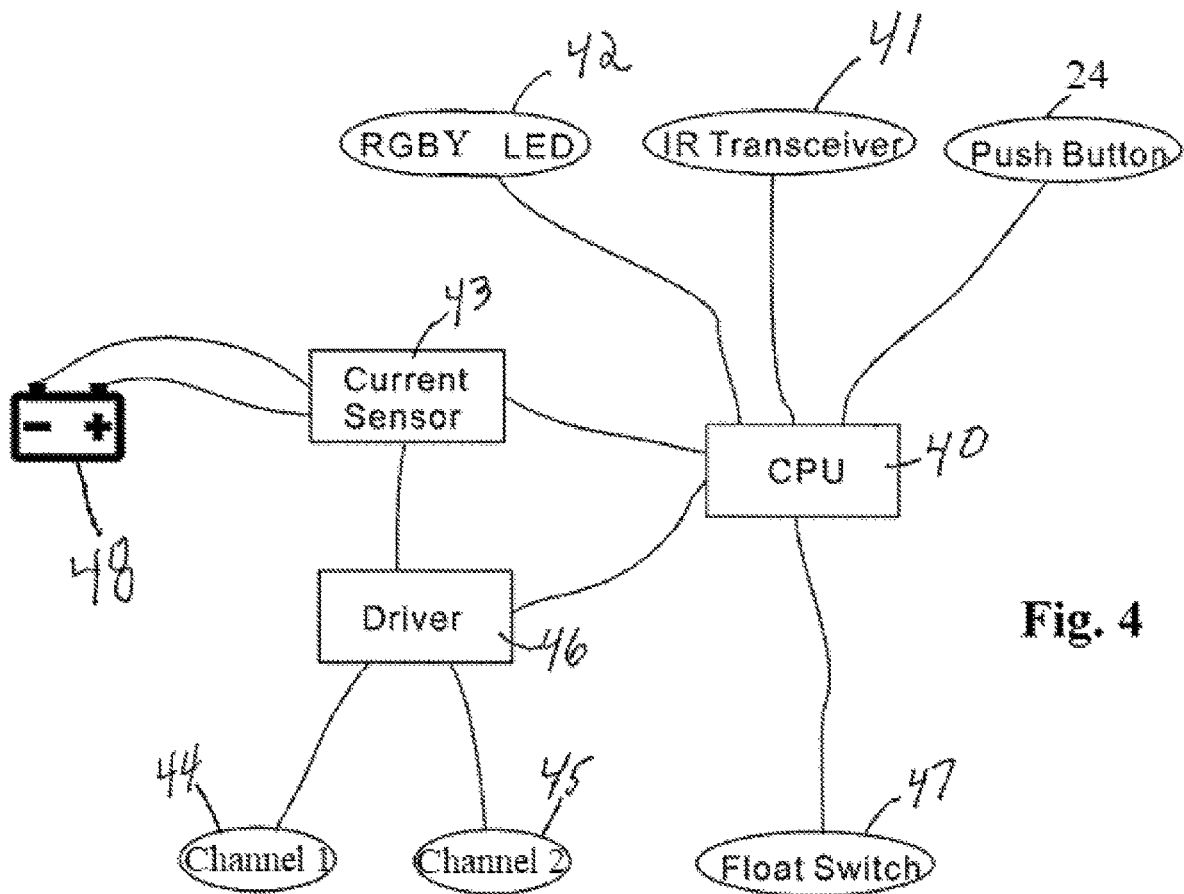 42
41
24
RGBY LED
IR Transceiver
Push Button
43
Current
Sensor
- +
CPU
40
48
Driver
46
Fig. 4
44
45
47
Channel 1
Channel 2
Float Switch